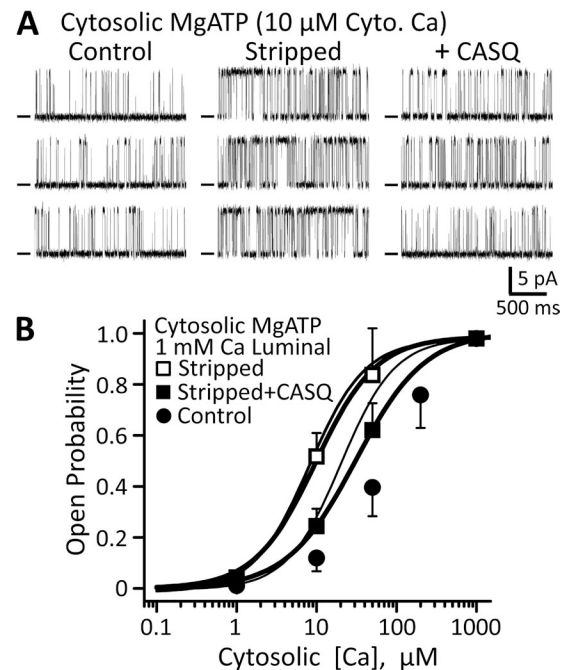 A Cytosolic MgATP (10 µM Cyto. Ca)
Control Stripped + CASQ
5 pA
500 ms
B
Cytosolic MgATP
1 mM Ca Luminal
Stripped
Stripped+CASQ
Control
Open Probability
1.0
0.8
0.6
0.4
0.2
0
0.1 1 10 100 1000
Cytosolic [Ca], µM